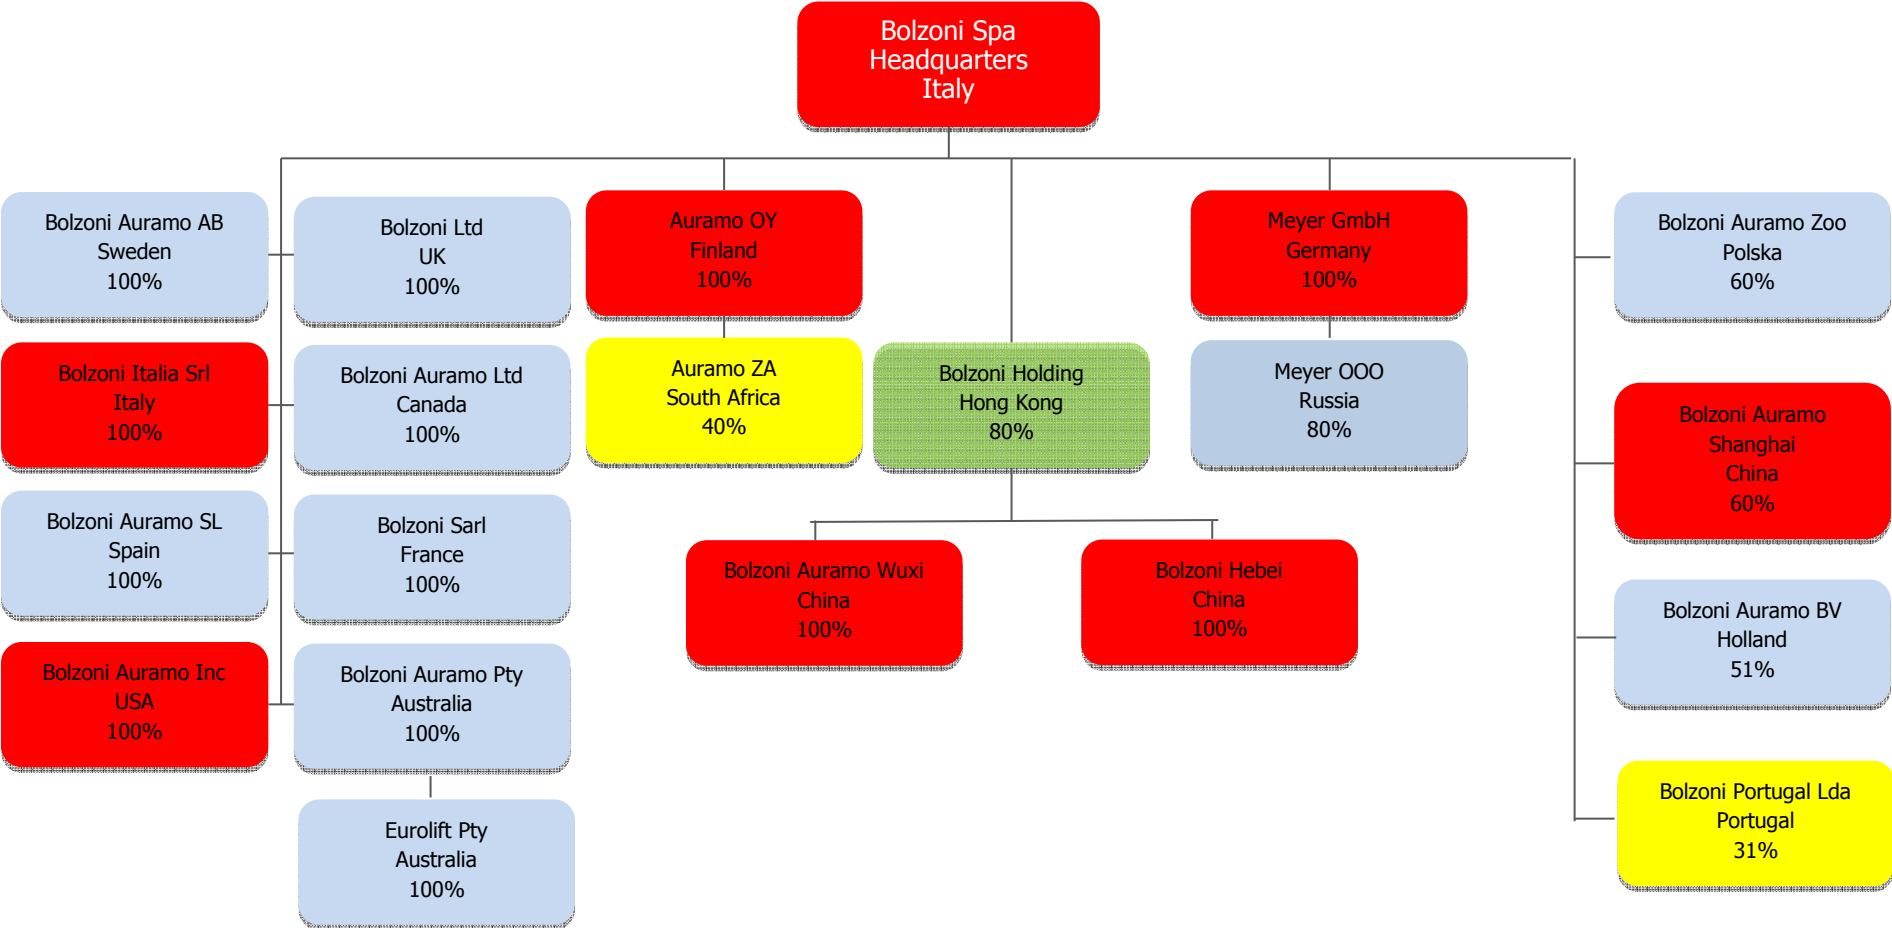 Bolzoni Spa
Headquarters
Italy
Bolzoni Auramo AB
Sweden
100%
Bolzoni Ltd
UK
100%
Auramo OY
Finland
100%
Meyer GmbH
Germany
100%
Bolzoni Auramo Zoo
Polska
60%
Bolzoni Italia Srl
Italy
100%
Bolzoni Auramo Ltd
Canada
100%
Auramo ZA
South Africa
40%
Bolzoni Holding
Hong Kong
80%
Meyer OOO
Russia
80%
Bolzoni Auramo
Shanghai
China
60%
Bolzoni Auramo SL
Spain
100%
Bolzoni Sarl
France
100%
Bolzoni Auramo Wuxi
China
100%
Bolzoni Hebei
China
100%
Bolzoni Auramo BV
Holland
51%
Bolzoni Auramo Inc
USA
100%
Bolzoni Auramo Pty
Australia
100%
Bolzoni Portugal Lda
Portugal
31%
Eurolift Pty
Australia
100%